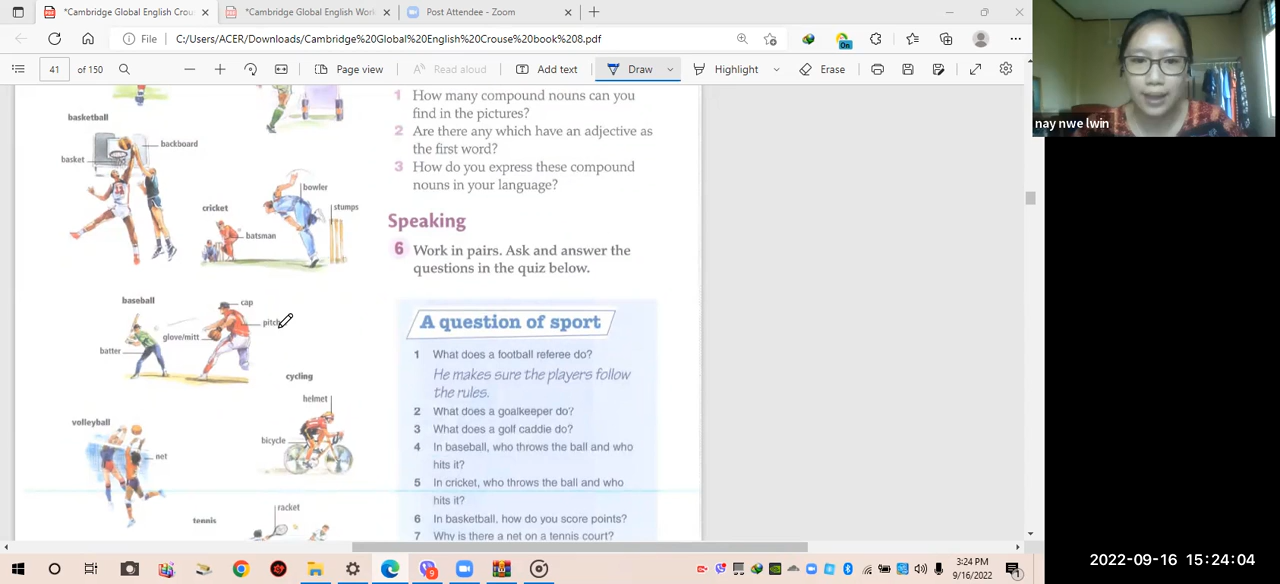 *Cambridge Global English Crou
*Cambridge Global English Work
Post Attendee - Zoom
File
C:/Users/ACER/Downloads/Cambridge%20Global%20English%20Crouse%20book%208.pdf
41
of 150
Page view
Read aloud
Add text
Draw
Highlight
Erase
On
nay nwe lwin
basketball
backboard
basket
bowler
stumps
cricket
batsman
baseball
cap
pitch
glove/mitt
batter
cycling
helmet
volleyball
bicycle
net
racket
tennis
1 How many compound nouns can you
find in the pictures?
2 Are there any which have an adjective as
the first word?
3 How do you express these compound
nouns in your language?
Speaking
6 Work in pairs. Ask and answer the
questions in the quiz below.
A question of sport
1 What does a football referee do?
He makes sure the players follow
the rules.
2 What does a goalkeeper do?
3 What does a golf caddie do?
4 In baseball, who throws the ball and who
hits it?
5 In cricket, who throws the ball and who
hits it?
6 In basketball, how do you score points?
7 Why is there a net on a tennis court?
3:24 PM
9/16/2022
2022-09-16 15:24:04